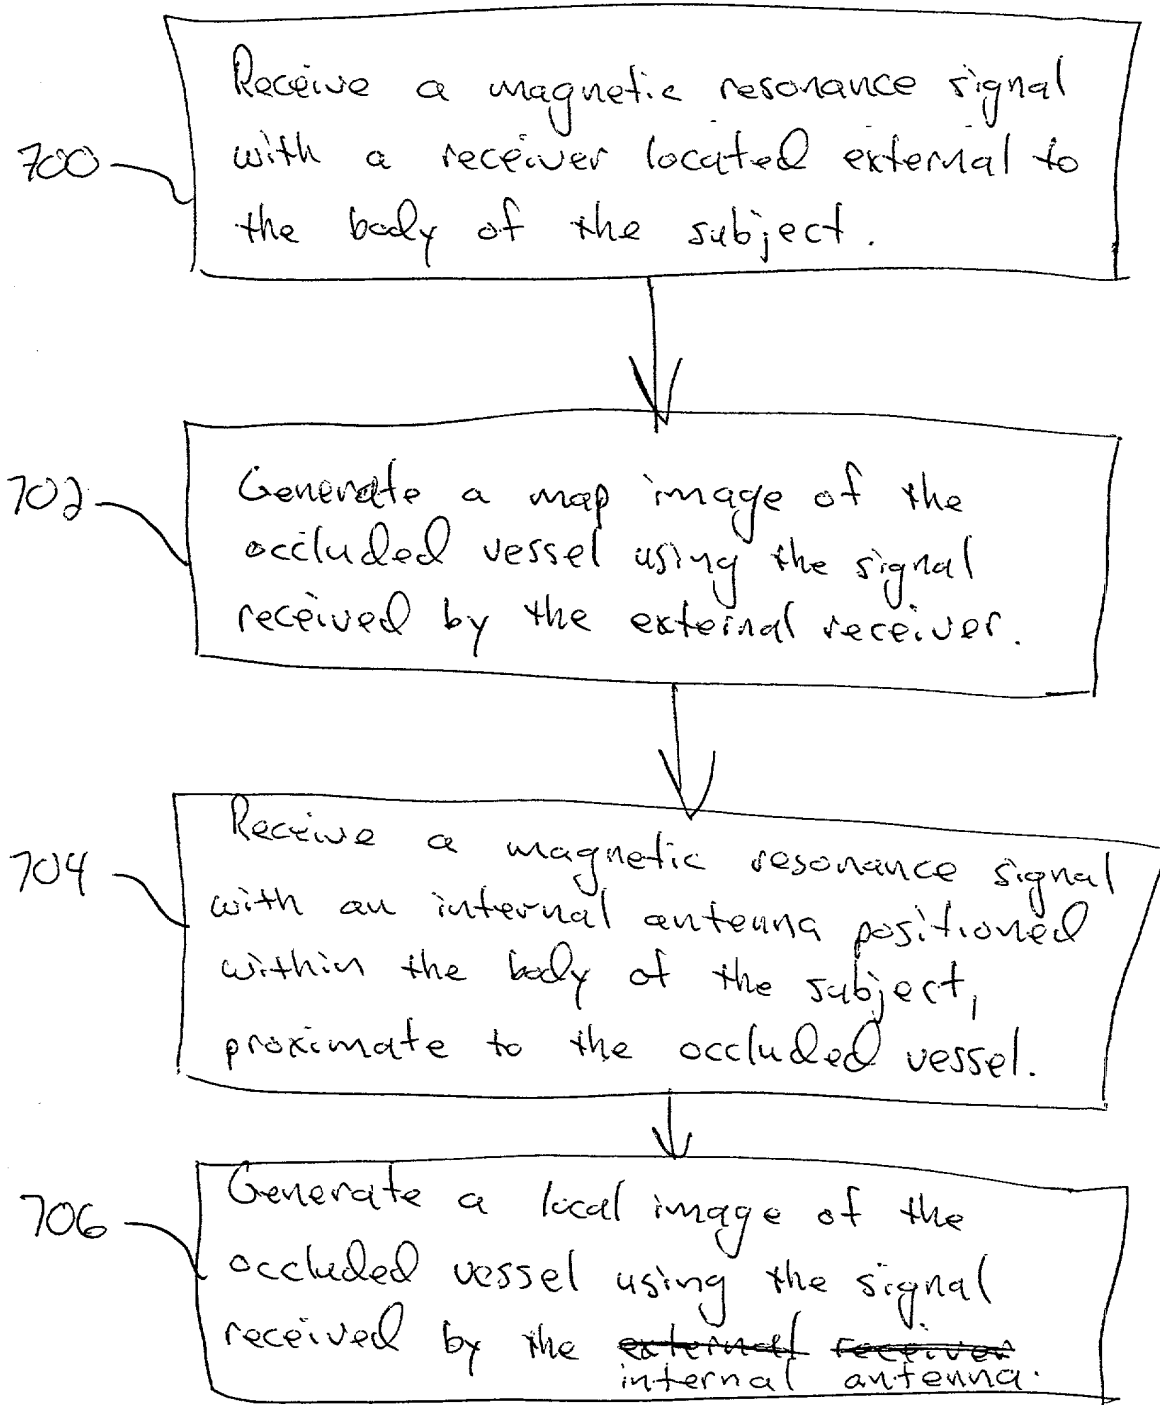 Receive a magnetic resonance signal
700
with a receiver located external to
the body of the subject.
702
Generate a map image of the
occluded vessel using the signal
received by the external receiver.
704
Receive a magnetic resonance signal
with an internal antenna positioned
within the body of the subject,
proximate to the occluded vessel.
706
Generate a local image of the
occluded vessel using the signal
received by the external receiver
internal antenna.